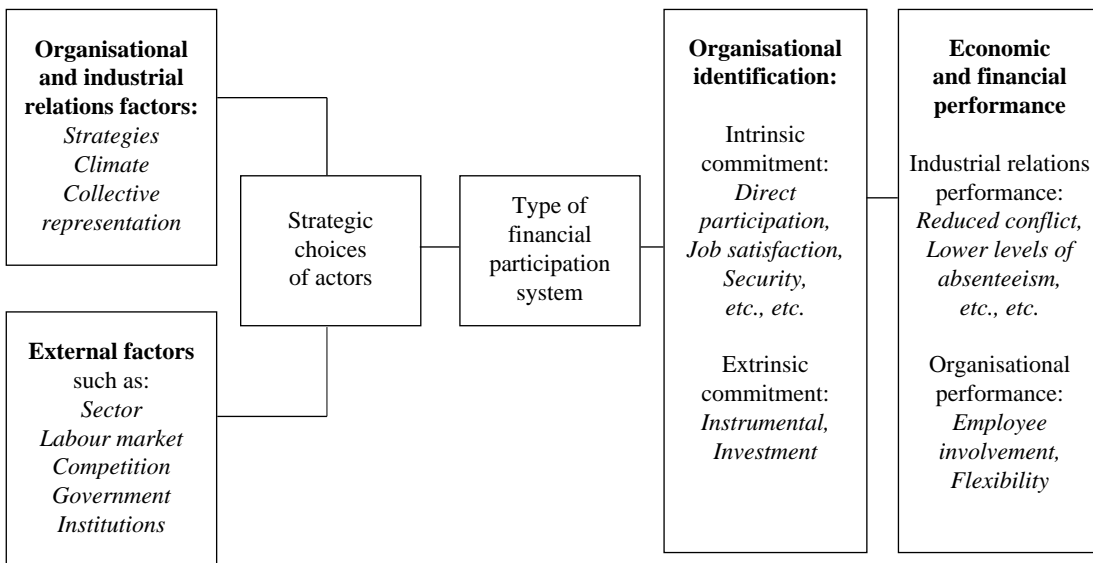 Organisational
and industrial
relations factors:
Strategies
Climate
Collective
representation
External factors
such as:
Sector
Labour market
Competition
Government
Institutions
Strategic
choices
of actors
Type of
financial
participation
system
Organisational
identification:
Intrinsic
commitment:
Direct
participation,
Job satisfaction,
Security,
etc., etc.
Extrinsic
commitment:
Instrumental,
Investment
Economic
and financial
performance
Industrial relations
performance:
Reduced conflict,
Lower levels of
absenteeism,
etc., etc.
Organisational
performance:
Employee
involvement,
Flexibility